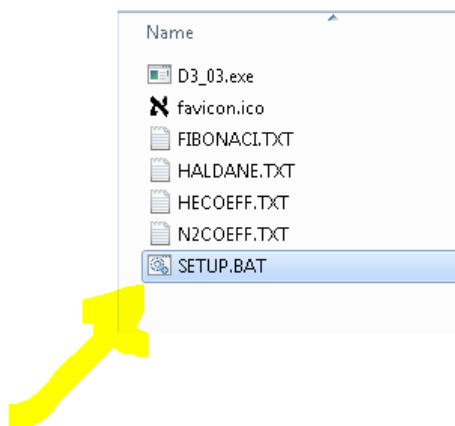 Name
D3_03.exe
favicon.ico
FIBONACI.TXT
HALDANE.TXT
HECOEFF.TXT
N2COEFF.TXT
SETUP.BAT